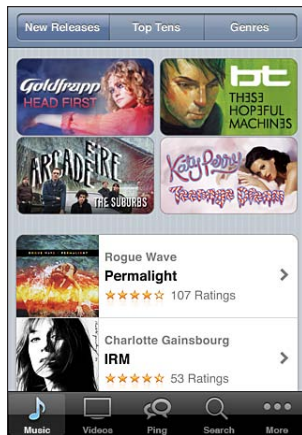 New Releases Top Tens Genres
Goldfrapp
HEAD FIRST
bt
THESE
HOPEFUL
MACHINES
ARCADE FIRE
THE SUBURBS
Katy Perry
Teenage Dream
Rogue Wave
Permalight
107 Ratings
Charlotte Gainsbourg
IRM
53 Ratings
Music Videos Ping Search More